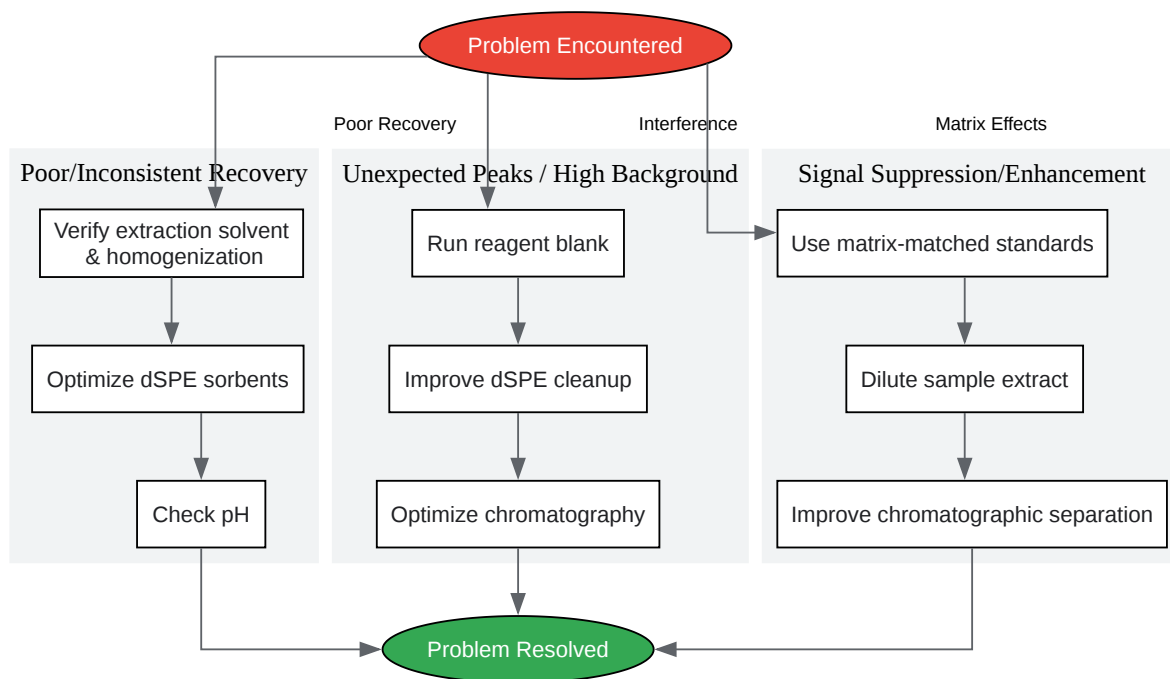 Problem Encountered
Poor Recovery
Interference
Matrix Effects
Poor/Inconsistent Recovery
Unexpected Peaks / High Background
Signal Suppression/Enhancement
Verify extraction solvent
& homogenization
Run reagent blank
Use matrix-matched standards
Optimize dSPE sorbents
Improve dSPE cleanup
Dilute sample extract
Check pH
Optimize chromatography
Improve chromatographic separation
Problem Resolved